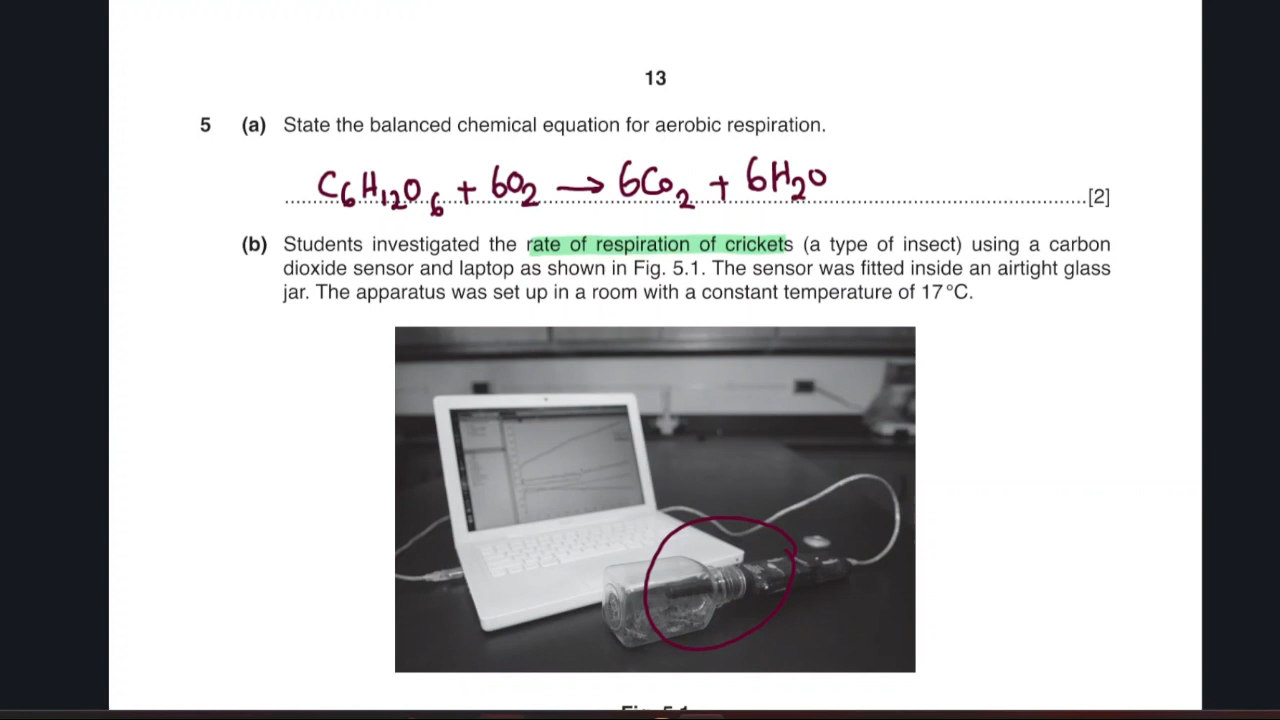 13
5 (a) State the balanced chemical equation for aerobic respiration.
C6H12O6 + 6O2 → 6Co2 + 6H2O
[2]
(b) Students investigated the rate of respiration of crickets (a type of insect) using a carbon
dioxide sensor and laptop as shown in Fig. 5.1. The sensor was fitted inside an airtight glass
jar. The apparatus was set up in a room with a constant temperature of 17 °C.
Fig. 5.1